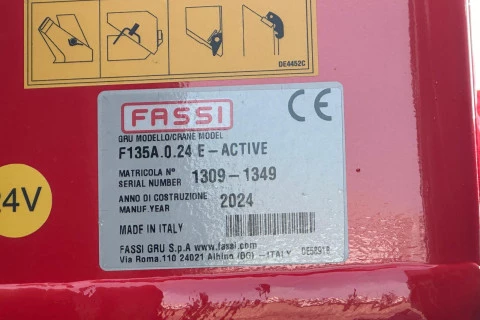 DE4452C
FASSI
CE
GRU MODELLO/CRANE MODEL
F135A.0.24 E-ACTIVE
MATRICOLA N°
SERIAL NUMBER 1309-1349
ANNO DI COSTRUZIONE
MANUF.YEAR 2024
MADE IN ITALY
FASSI GRU S.p.A www.fassi.com
Via Roma.110 24021 Albino (BG) -ITALY
24V